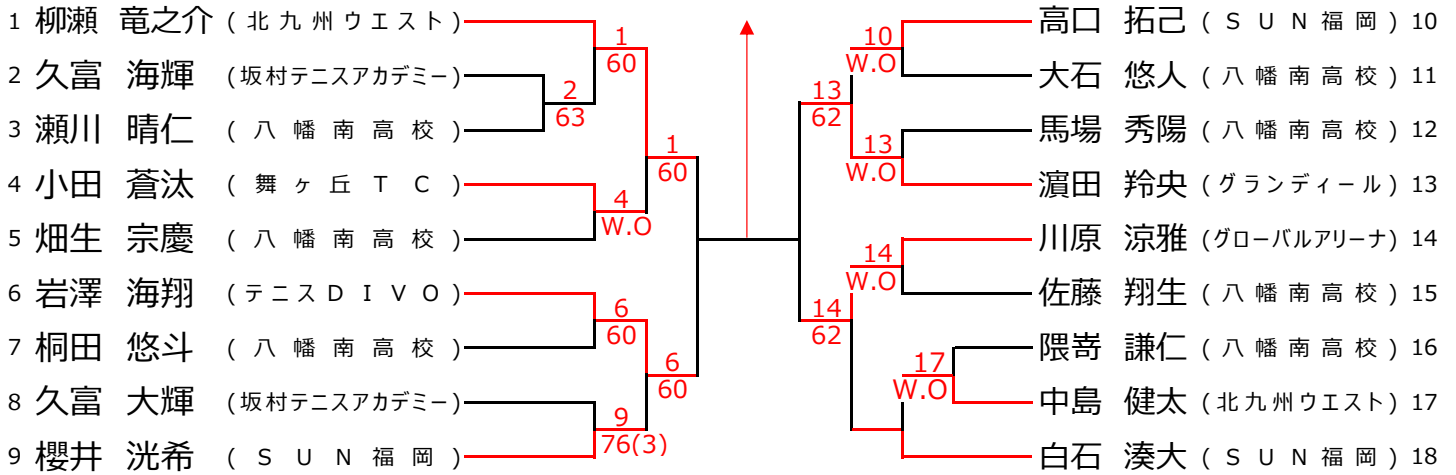 1 柳瀬 竜之介 (北九州ウエスト)
2 久富 海輝 (坂村テニスアカデミー)
3 瀬川 晴仁 (八幡南高校)
4 小田 蒼汰 (舞ヶ丘TC)
5 畑生 宗慶 (八幡南高校)
6 岩澤 海翔 (テニスDIVO)
7 桐田 悠斗 (八幡南高校)
8 久富 大輝 (坂村テニスアカデミー)
9 櫻井 洸希 (SUN福岡)
1
60
2
63
4
W.O
6
60
9
76(3)
1
60
6
60
13
62
14
62
10
W.O
13
W.O
14
W.O
17
W.O
高口 拓己 (SUN福岡) 10
大石 悠人 (八幡南高校) 11
馬場 秀陽 (八幡南高校) 12
濵田 羚央 (グランディール) 13
川原 涼雅 (グローバルアリーナ) 14
佐藤 翔生 (八幡南高校) 15
隈嵜 謙仁 (八幡南高校) 16
中島 健太 (北九州ウエスト) 17
白石 湊大 (SUN福岡) 18